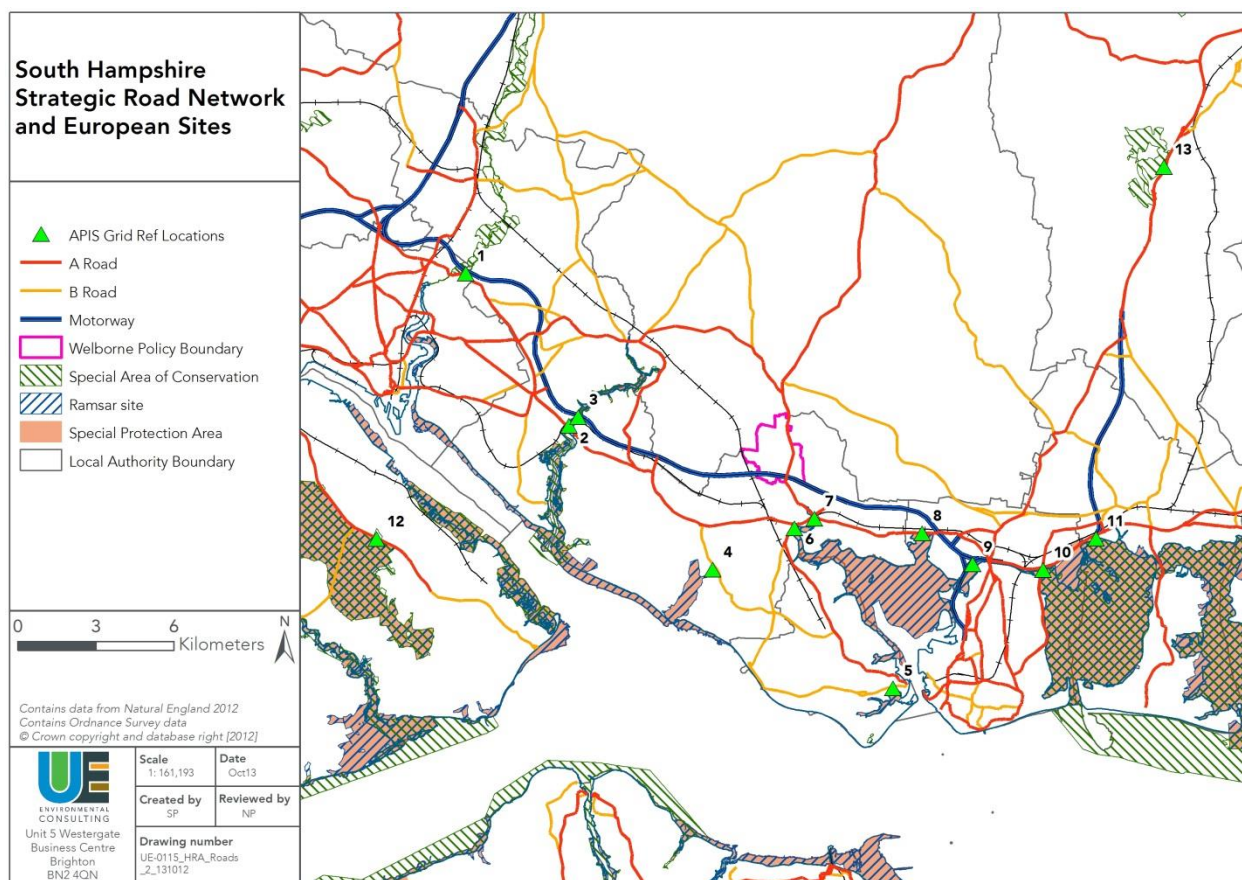 South Hampshire
Strategic Road Network
and European Sites
APIS Grid Ref Locations
A Road
B Road
Motorway
Welborne Policy Boundary
Special Area of Conservation
Ramsar site
Special Protection Area
Local Authority Boundary
0 3 6
Kilometers
N
Contains data from Natural England 2012
Contains Ordnance Survey data
© Crown copyright and database right [2012]
UE
ENVIRONMENTAL
CONSULTING
Unit 5 Westergate
Business Centre
Brighton
BN2 4QN
Scale
1: 161,193
Date
Oct13
Created by
SP
Reviewed by
NP
Drawing number
UE-0115_HRA_Roads
_2_131012
13
1
3
2
7
8
6
12
4
9
10
11
5